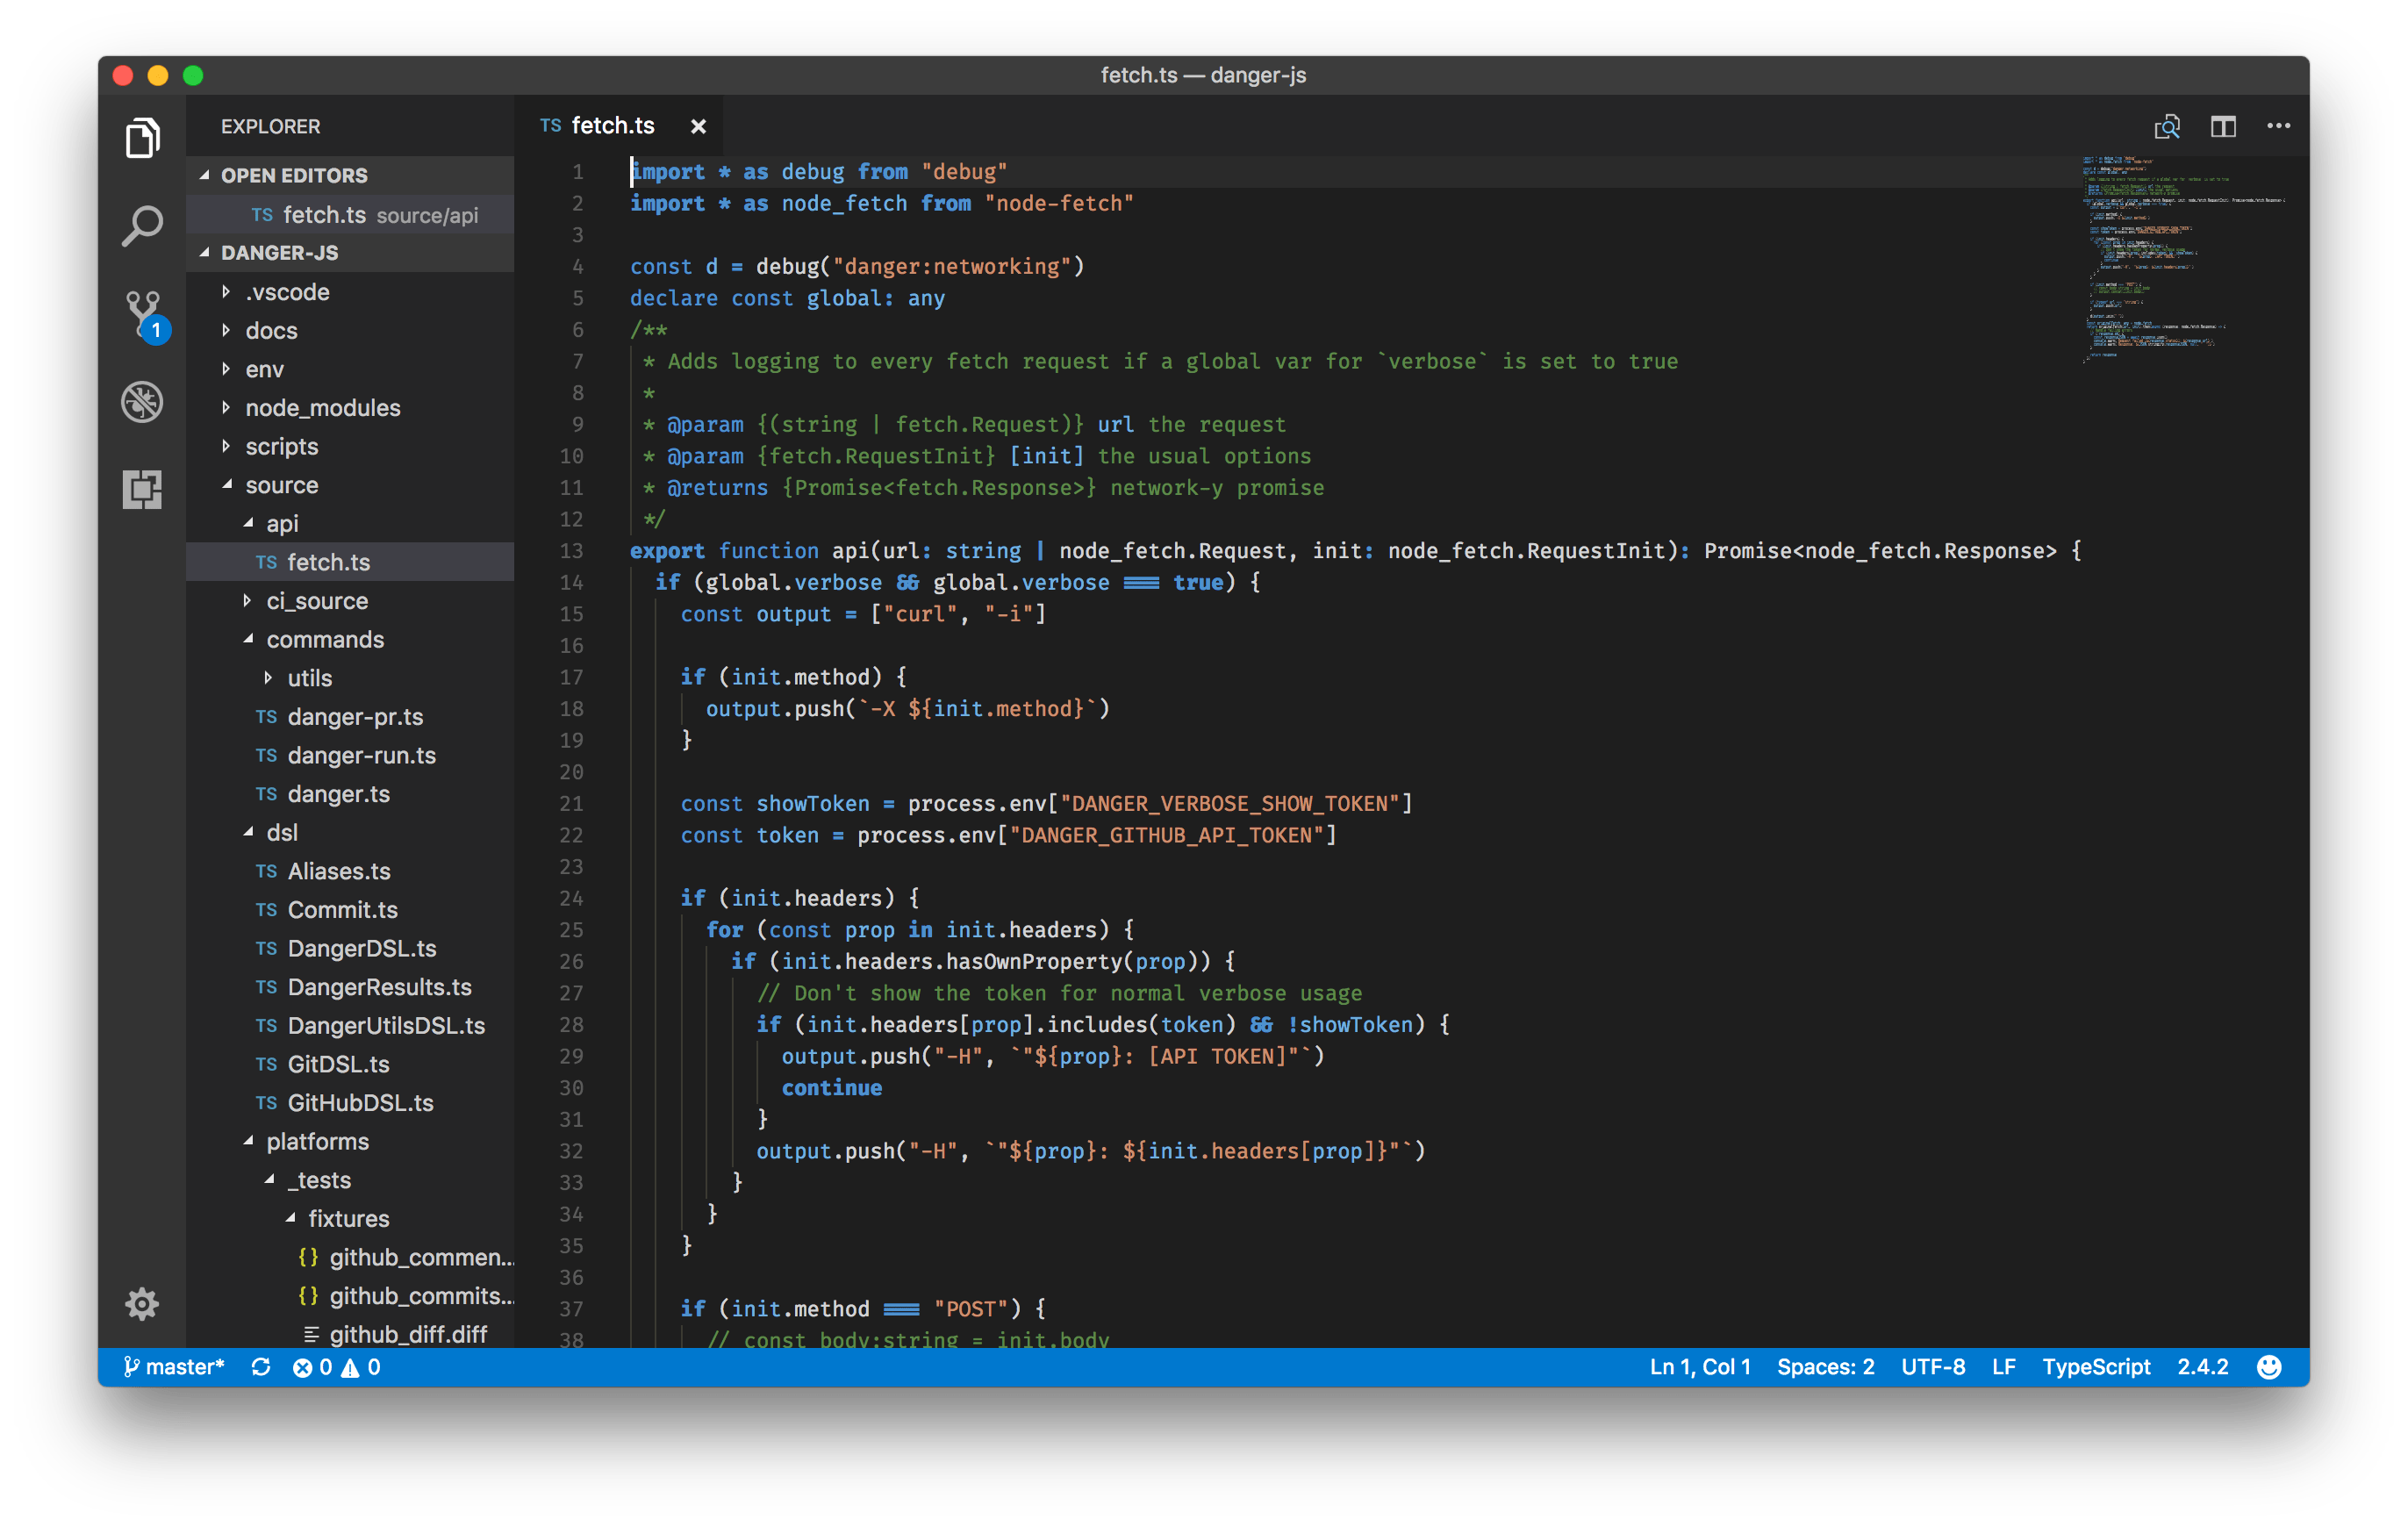 fetch.ts — danger-js
EXPLORER
OPEN EDITORS
TS fetch.ts source/api
DANGER-JS
.vscode
docs
env
node_modules
scripts
source
api
TS fetch.ts
ci_source
commands
utils
TS danger-pr.ts
TS danger-run.ts
TS danger.ts
dsl
TS Aliases.ts
TS Commit.ts
TS DangerDSL.ts
TS DangerResults.ts
TS DangerUtilsDSL.ts
TS GitDSL.ts
TS GitHubDSL.ts
platforms
_tests
fixtures
{} github_commen...
{} github_commits...
github_diff.diff
1
TS fetch.ts
1 import * as debug from "debug"
2 import * as node_fetch from "node-fetch"
3
4 const d = debug("danger:networking")
5 declare const global: any
6 /**
7 * Adds logging to every fetch request if a global var for `verbose` is set to true
8 *
9 * @param {(string | fetch.Request)} url the request
10 * @param {fetch.RequestInit} [init] the usual options
11 * @returns {Promise<fetch.Response>} network-y promise
12 */
13 export function api(url: string | node_fetch.Request, init: node_fetch.RequestInit): Promise<node_fetch.Response> {
14 if (global.verbose && global.verbose === true) {
15 const output = ["curl", "-i"]
16
17 if (init.method) {
18 output.push(`-X ${init.method}`)
19 }
20
21 const showToken = process.env["DANGER_VERBOSE_SHOW_TOKEN"]
22 const token = process.env["DANGER_GITHUB_API_TOKEN"]
23
24 if (init.headers) {
25 for (const prop in init.headers) {
26 if (init.headers.hasOwnProperty(prop)) {
27 // Don't show the token for normal verbose usage
28 if (init.headers[prop].includes(token) && !showToken) {
29 output.push("-H", `"${prop}: [API TOKEN]"`)
30 continue
31 }
32 output.push("-H", `"${prop}: ${init.headers[prop]}"`)
33 }
34 }
35 }
36
37 if (init.method === "POST") {
38 // const body:string = init.body
master* 0 0
Ln 1, Col 1 Spaces: 2 UTF-8 LF TypeScript 2.4.2